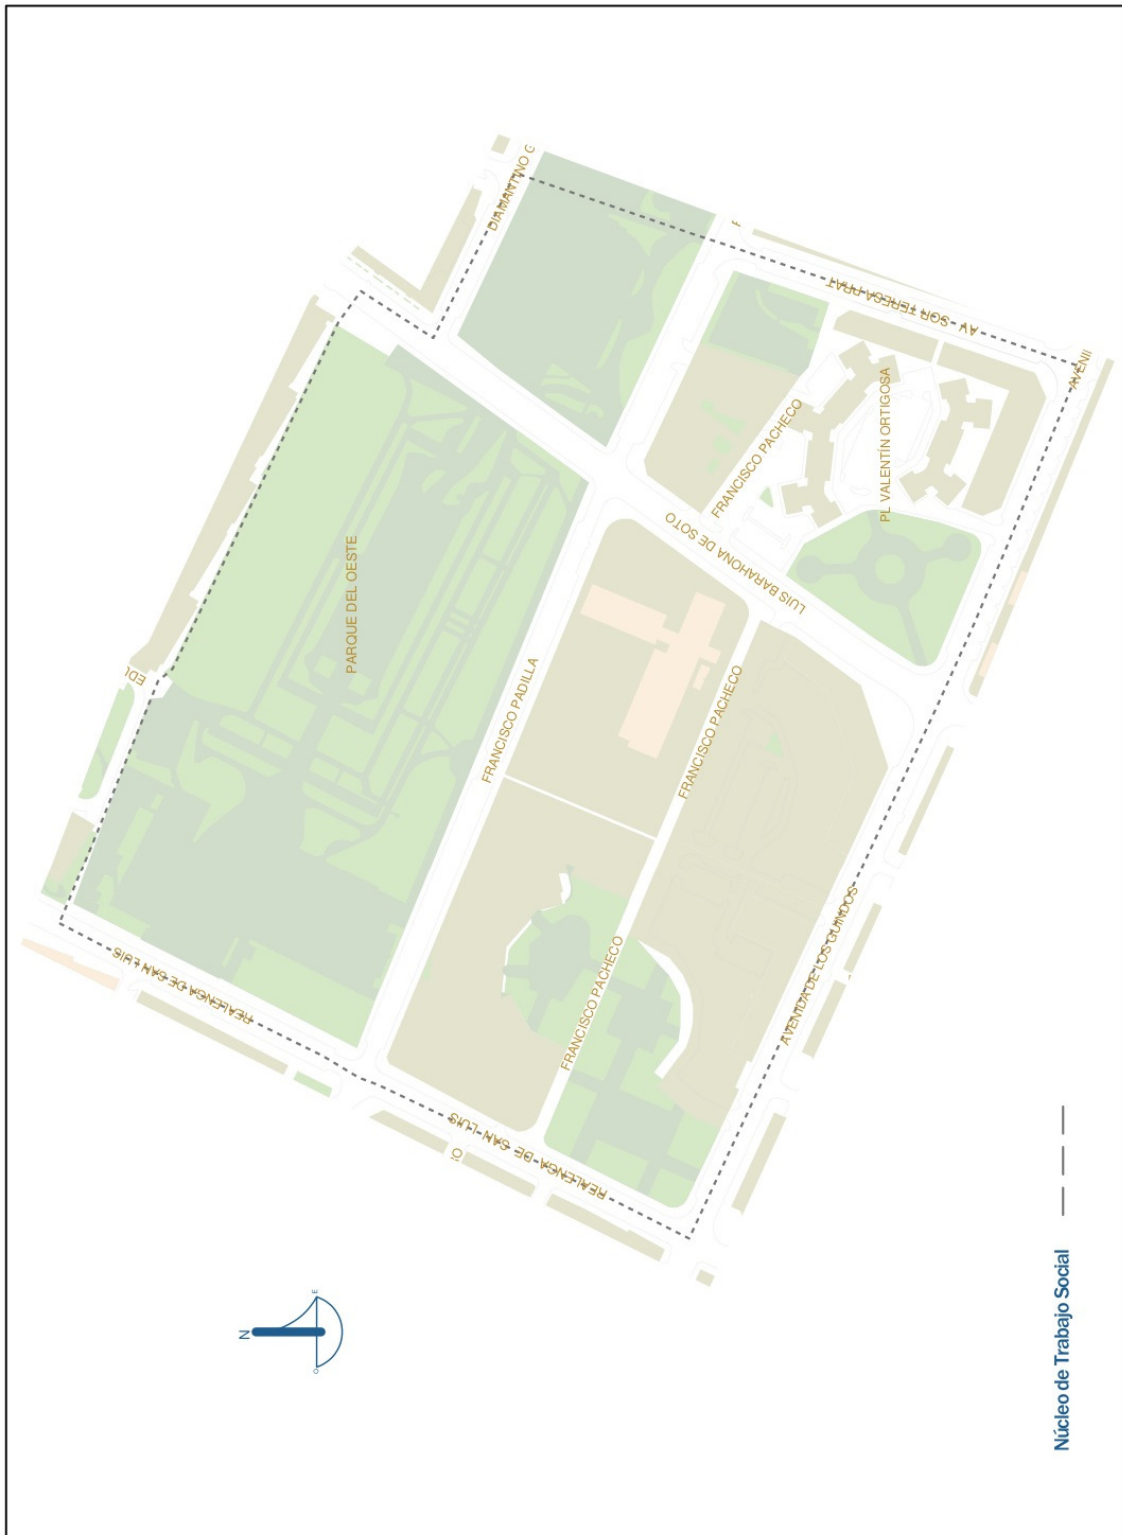 DIAMANTINO G
EDU
PARQUE DEL OESTE
AV SOR TERESA PRAT
FRANCISCO PACHECO
PL VALENTÍN ORTIGOSA
AVENII
LUIS BARAHONA DE SOTO
FRANCISCO PADILLA
FRANCISCO PACHECO
REALENGA DE SAN LUIS
FRANCISCO PACHECO
AVENIDA DE LOS GUINDOS
REALENGA DE SAN LUIS
N
E
O
Núcleo de Trabajo Social